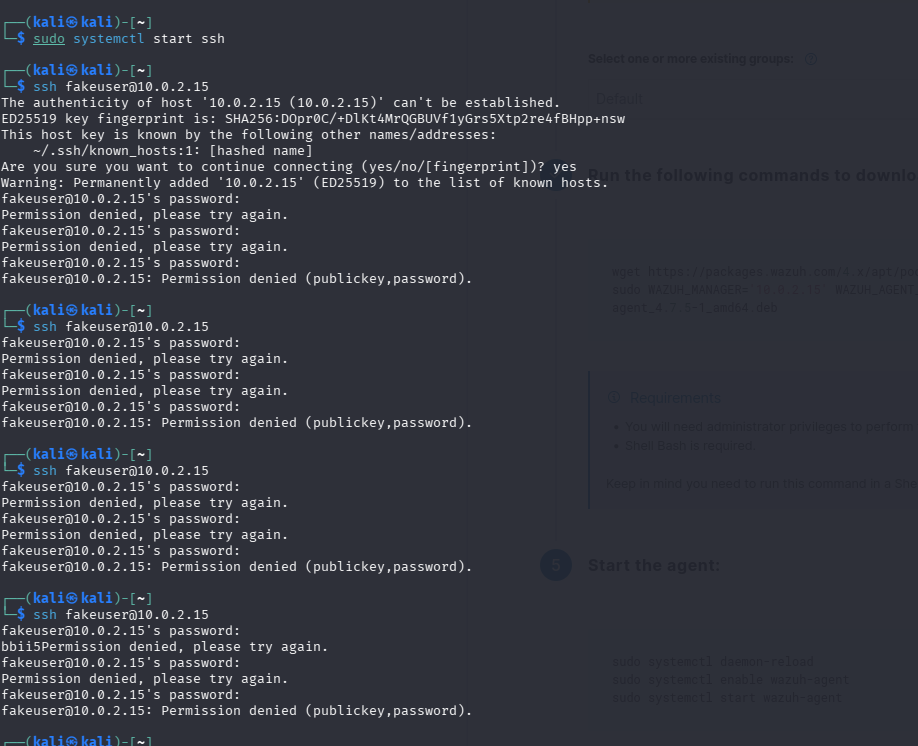 ┌──(kali㉿kali)-[~]
└─$ sudo systemctl start ssh
┌──(kali㉿kali)-[~]
└─$ ssh fakeuser@10.0.2.15
The authenticity of host '10.0.2.15 (10.0.2.15)' can't be established.
ED25519 key fingerprint is: SHA256:DOpr0C/+DlKt4MrQGBUVf1yGrs5Xtp2re4fBHpp+nsw
This host key is known by the following other names/addresses:
    ~/.ssh/known_hosts:1: [hashed name]
Are you sure you want to continue connecting (yes/no/[fingerprint])? yes
Warning: Permanently added '10.0.2.15' (ED25519) to the list of known hosts.
fakeuser@10.0.2.15's password:
Permission denied, please try again.
fakeuser@10.0.2.15's password:
Permission denied, please try again.
fakeuser@10.0.2.15's password:
fakeuser@10.0.2.15: Permission denied (publickey,password).
┌──(kali㉿kali)-[~]
└─$ ssh fakeuser@10.0.2.15
fakeuser@10.0.2.15's password:
Permission denied, please try again.
fakeuser@10.0.2.15's password:
Permission denied, please try again.
fakeuser@10.0.2.15's password:
fakeuser@10.0.2.15: Permission denied (publickey,password).
┌──(kali㉿kali)-[~]
└─$ ssh fakeuser@10.0.2.15
fakeuser@10.0.2.15's password:
Permission denied, please try again.
fakeuser@10.0.2.15's password:
Permission denied, please try again.
fakeuser@10.0.2.15's password:
fakeuser@10.0.2.15: Permission denied (publickey,password).
┌──(kali㉿kali)-[~]
└─$ ssh fakeuser@10.0.2.15
fakeuser@10.0.2.15's password:
bbii5Permission denied, please try again.
fakeuser@10.0.2.15's password:
Permission denied, please try again.
fakeuser@10.0.2.15's password:
fakeuser@10.0.2.15: Permission denied (publickey,password).
┌──(kali㉿kali)-[~]
Select one or more existing groups:
Default
Run the following commands to downlo
wget https://packages.wazuh.com/4.x/apt/po
sudo WAZUH_MANAGER='10.0.2.15' WAZUH_AGENT
agent_4.7.5-1_amd64.deb
Requirements
• You will need administrator privileges to perform
• Shell Bash is required.
Keep in mind you need to run this command in a She
5 Start the agent:
sudo systemctl daemon-reload
sudo systemctl enable wazuh-agent
sudo systemctl start wazuh-agent